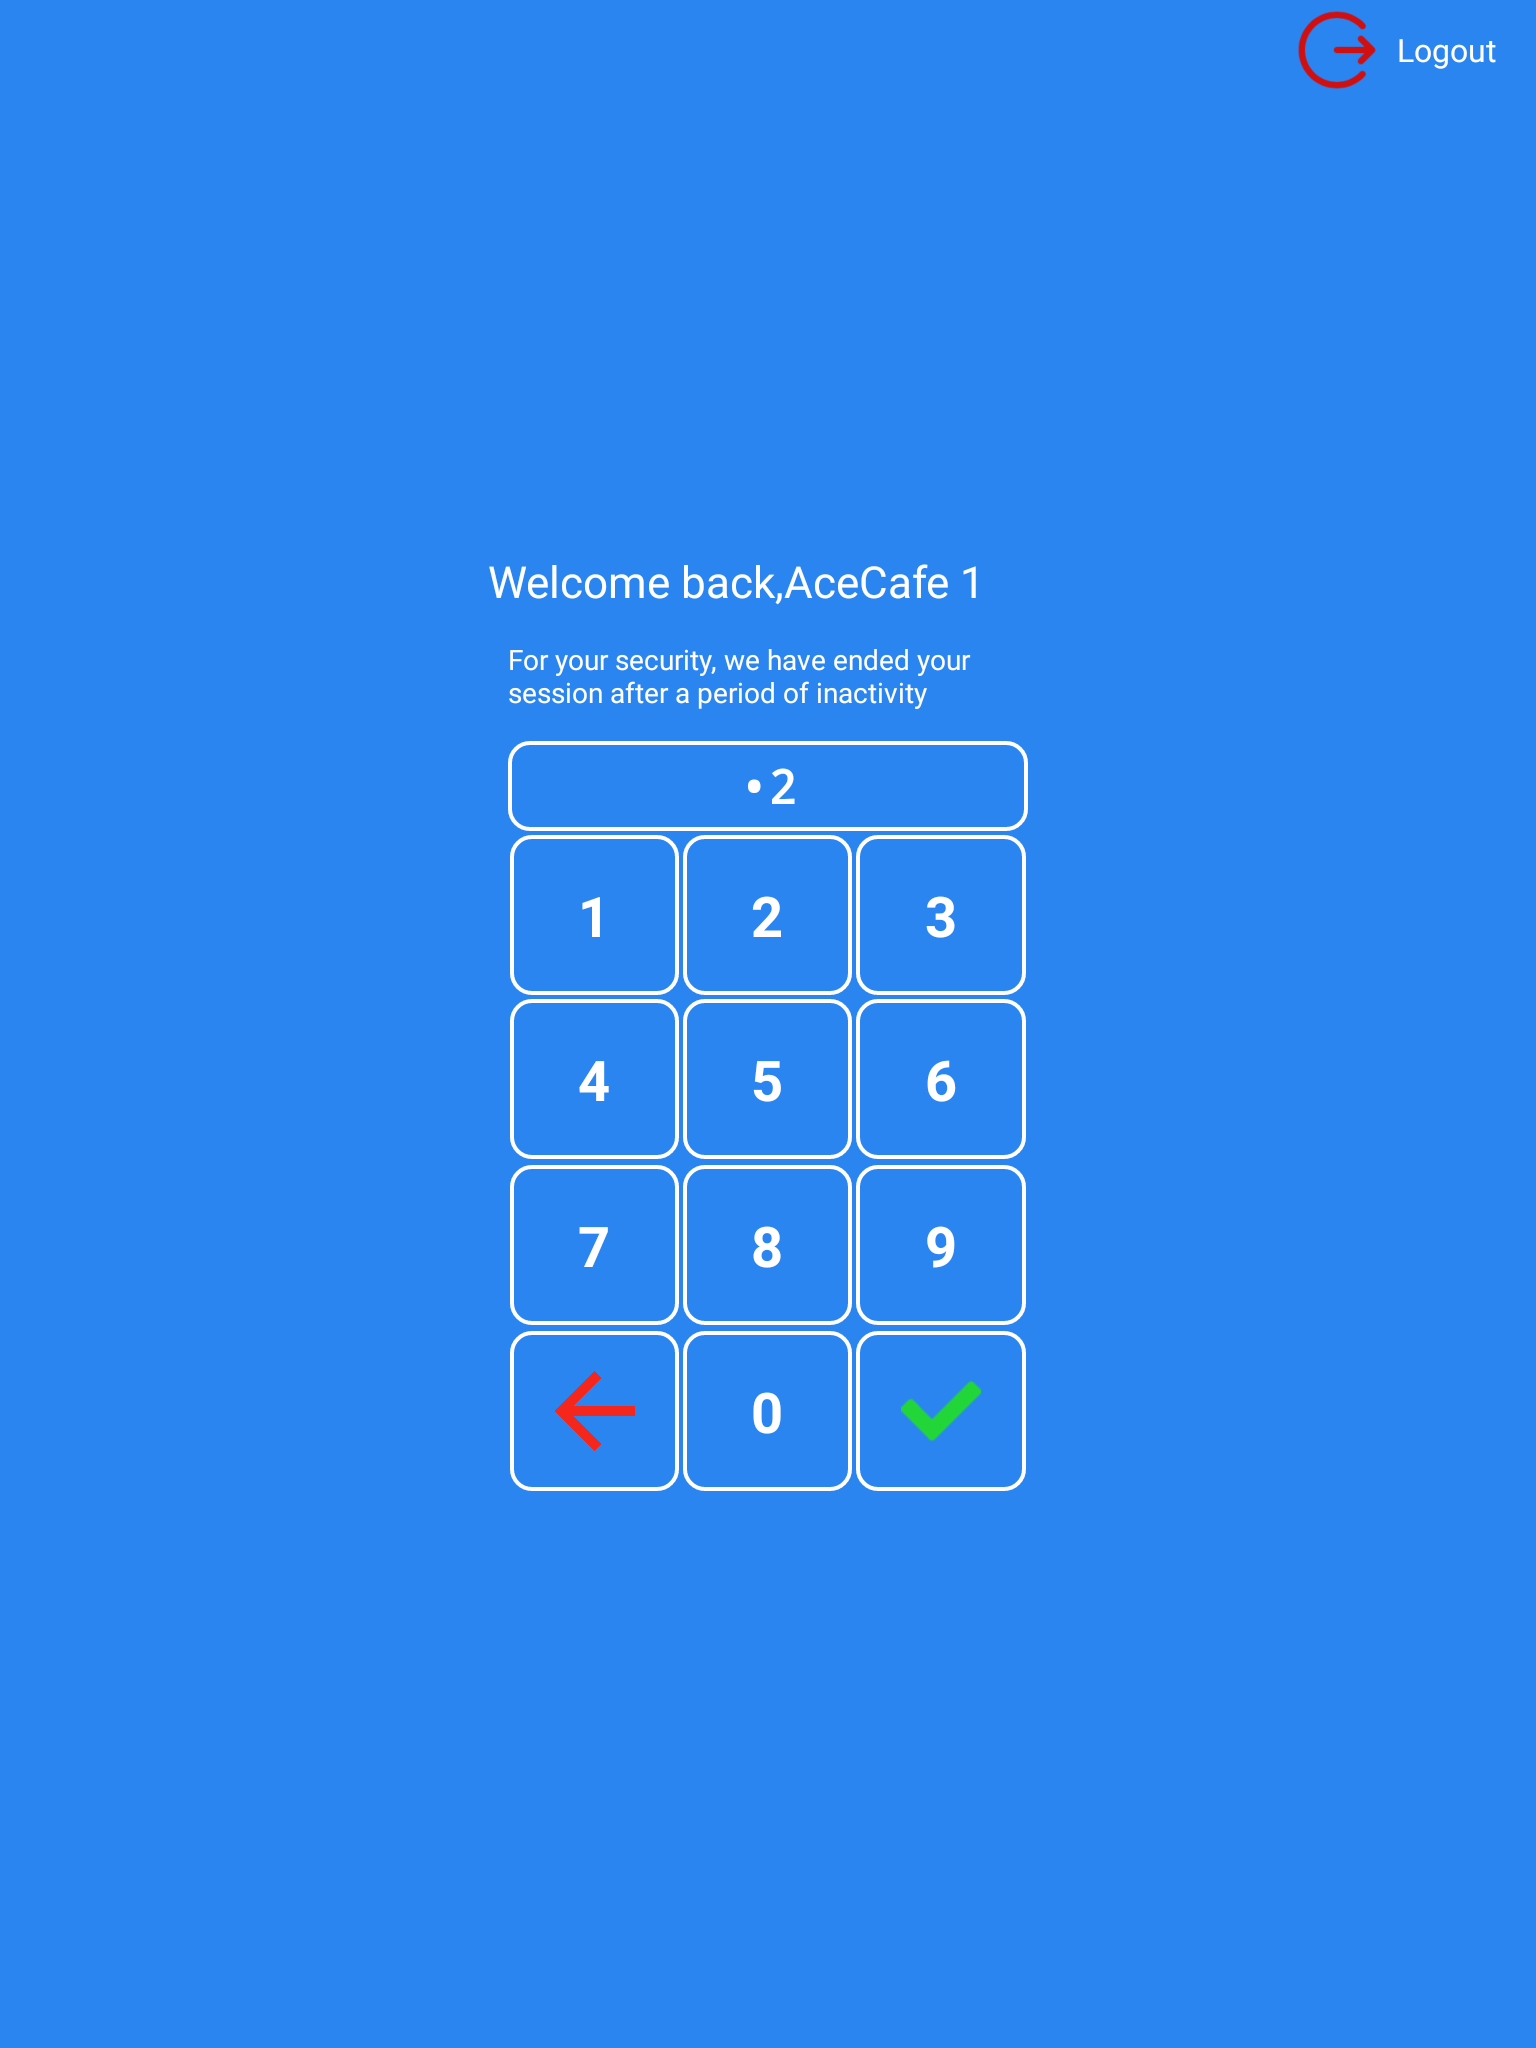 Logout
Welcome back,AceCafe 1
For your security, we have ended your
session after a period of inactivity
•2
1 2 3
4 5 6
7 8 9
0